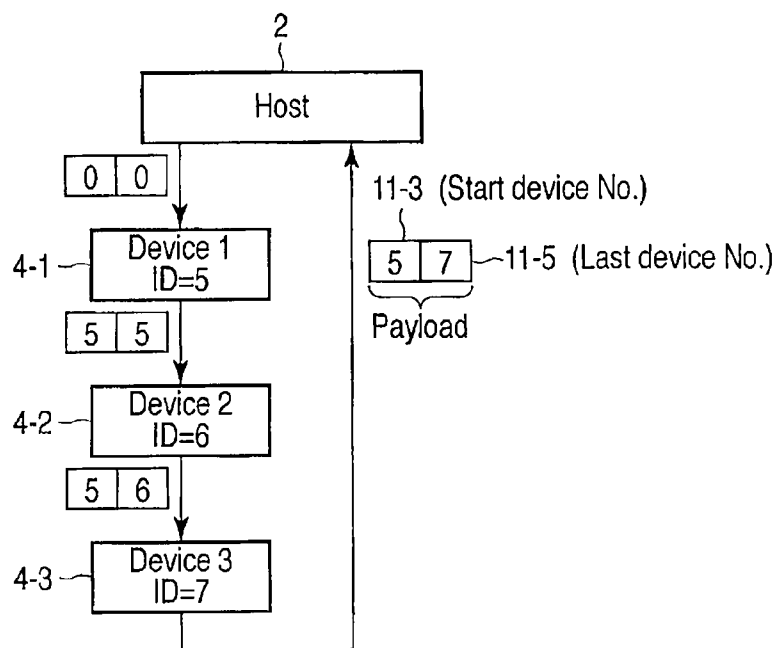 2
Host
0 0
11-3 (Start device No.)
4-1
Device 1
ID=5
5 7
11-5 (Last device No.)
Payload
5 5
4-2
Device 2
ID=6
5 6
4-3
Device 3
ID=7